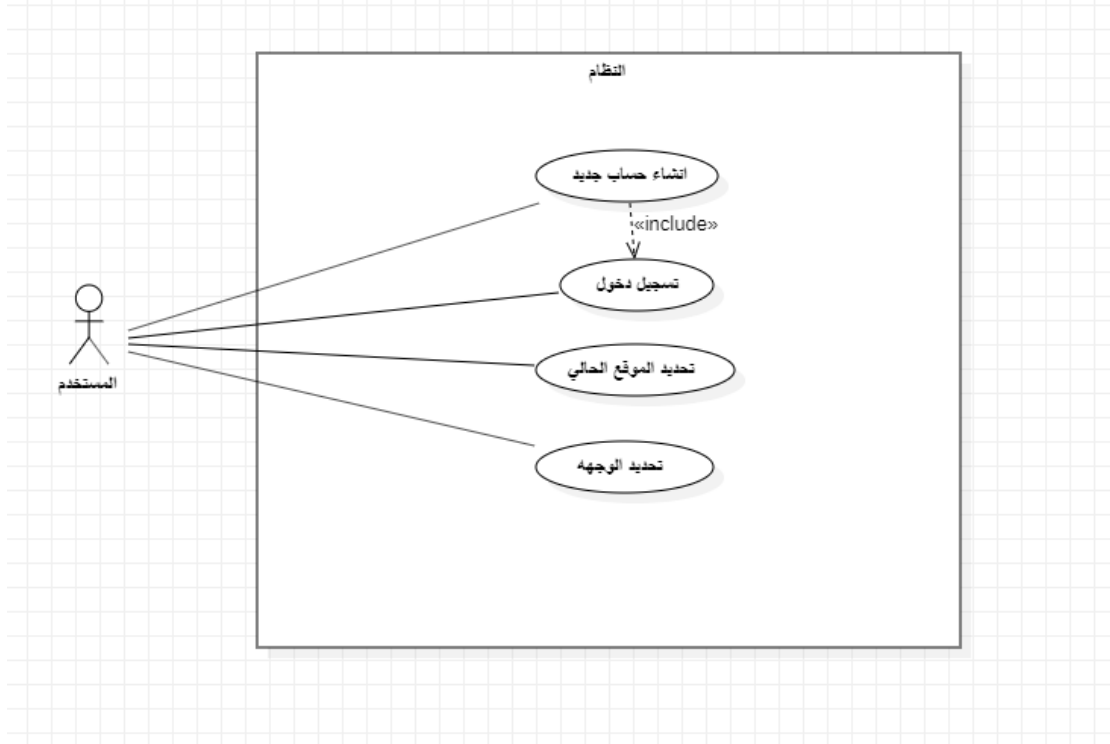 النظام
انشاء حساب جديد
«include»
تسجيل دخول
تحديد الموقع الحالي
المستخدم
تحديد الوجهه